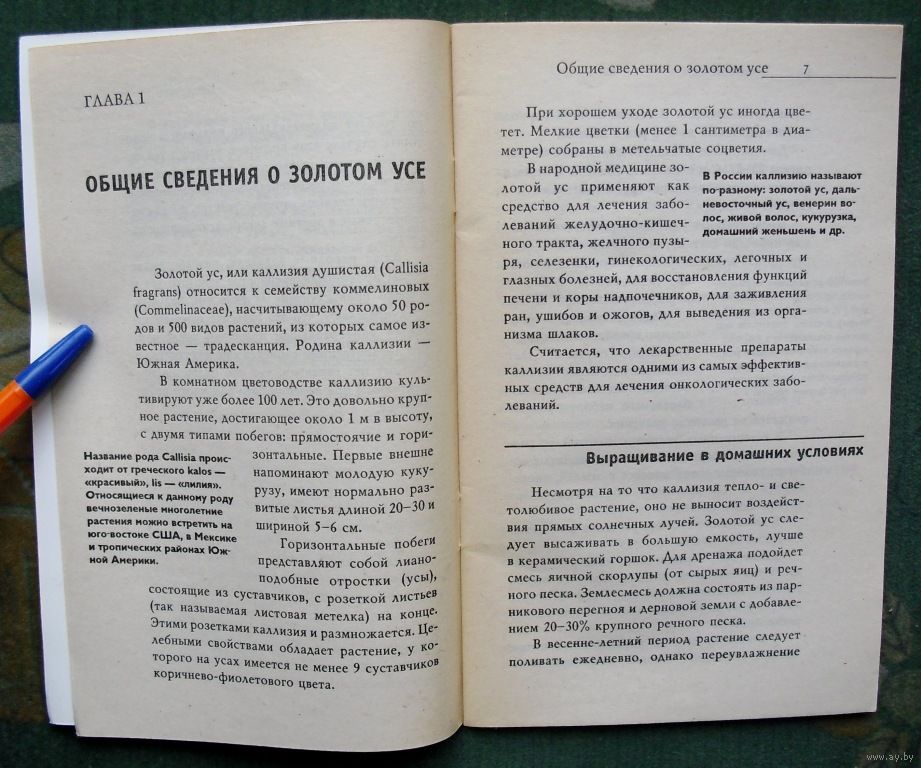 ГЛАВА 1
ОБЩИЕ СВЕДЕНИЯ О ЗОЛОТОМ УСЕ
Золотой ус, или каллизия душистая (Callisia
fragrans) относится к семейству коммелиновых
(Commelinaceae), насчитывающему около 50 ро-
дов и 500 видов растений, из которых самое из-
вестное — традесканция. Родина каллизии —
Южная Америка.
В комнатном цветоводстве каллизию куль-
тивируют уже более 100 лет. Это довольно круп-
ное растение, достигающее около 1 м в высоту,
с двумя типами побегов: прямостоячие и гори-
зонтальные. Первые внешне
напоминают молодую куку-
рузу, имеют нормально раз-
витые листья длиной 20–30 и
шириной 5–6 см.
Горизонтальные побеги
представляют собой лиано-
подобные отростки (усы),
состоящие из суставчиков, с розеткой листьев
(так называемая листовая метелка) на конце.
Этими розетками каллизия и размножается. Це-
лебными свойствами обладает растение, у ко-
торого на усах имеется не менее 9 суставчиков
коричнево-фиолетового цвета.
Название рода Callisia проис-
ходит от греческого kalos —
«красивый», lis — «лилия».
Относящиеся к данному роду
вечнозеленые многолетние
растения можно встретить на
юго-востоке США, в Мексике
и тропических районах Юж-
ной Америки.
Общие сведения о золотом усе 7
При хорошем уходе золотой ус иногда цве-
тет. Мелкие цветки (менее 1 сантиметра в диа-
метре) собраны в метельчатые соцветия.
В народной медицине зо-
лотой ус применяют как
средство для лечения забо-
леваний желудочно-кишеч-
ного тракта, желчного пузы-
ря, селезенки, гинекологических, легочных и
глазных болезней, для восстановления функций
печени и коры надпочечников, для заживления
ран, ушибов и ожогов, для выведения из орга-
низма шлаков.
Считается, что лекарственные препараты
каллизии являются одними из самых эффектив-
ных средств для лечения онкологических забо-
леваний.
В России каллизию называют
по-разному: золотой ус, даль-
невосточный ус, венерин во-
лос, живой волос, кукурузка,
домашний женьшень и др.
Выращивание в домашних условиях
Несмотря на то что каллизия тепло- и све-
толюбивое растение, оно не выносит воздейст-
вия прямых солнечных лучей. Золотой ус сле-
дует высаживать в большую емкость, лучше
в керамический горшок. Для дренажа подойдет
смесь яичной скорлупы (от сырых яиц) и реч-
ного песка. Землесмесь должна состоять из пар-
никового перегноя и дерновой земли с добавле-
нием 20–30% крупного речного песка.
В весенне-летний период растение следует
поливать ежедневно, однако переувлажнение
www.ay.by